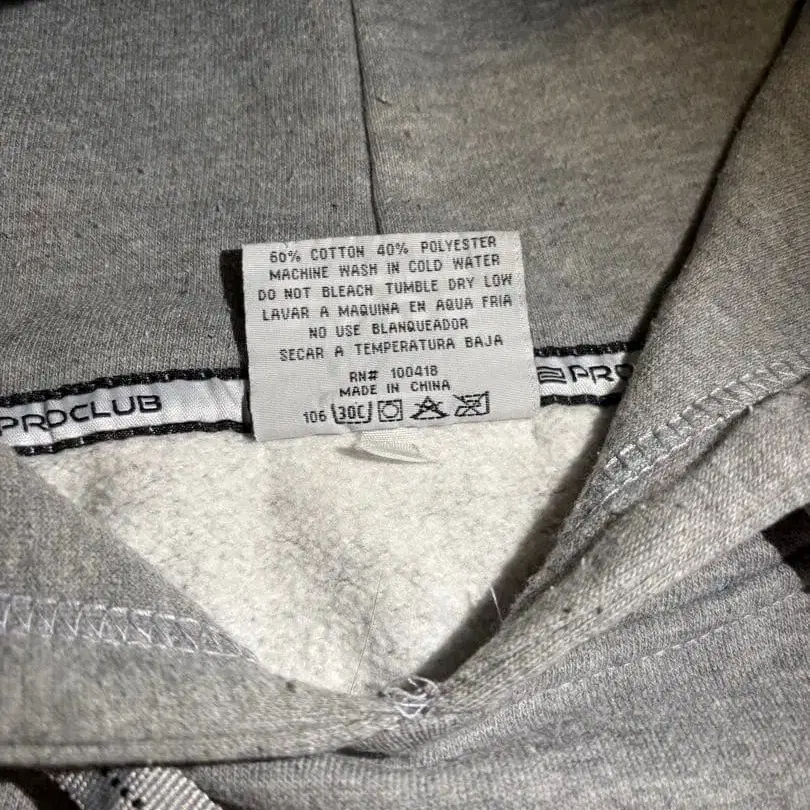 60% COTTON 40% POLYESTER
MACHINE WASH IN COLD WATER
DO NOT BLEACH TUMBLE DRY LOW
LAVAR A MAQUINA EN AQUA FRIA
NO USE BLANQUEADOR
SECAR A TEMPERATURA BAJA
RN# 100418
MADE IN CHINA
106 30C
PROCLUB
PRO